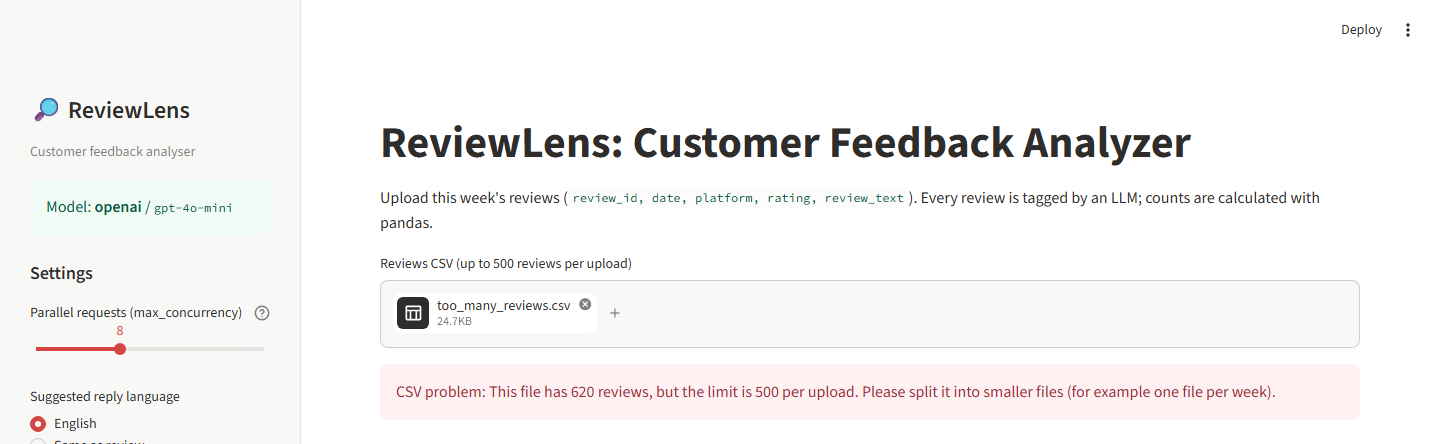 Deploy
ReviewLens
Customer feedback analyser
Model: openai / gpt-4o-mini
Settings
Parallel requests (max_concurrency)
8
Suggested reply language
English
ReviewLens: Customer Feedback Analyzer
Upload this week's reviews ( review_id, date, platform, rating, review_text ). Every review is tagged by an LLM; counts are calculated with
pandas.
Reviews CSV (up to 500 reviews per upload)
too_many_reviews.csv
24.7KB
CSV problem: This file has 620 reviews, but the limit is 500 per upload. Please split it into smaller files (for example one file per week).